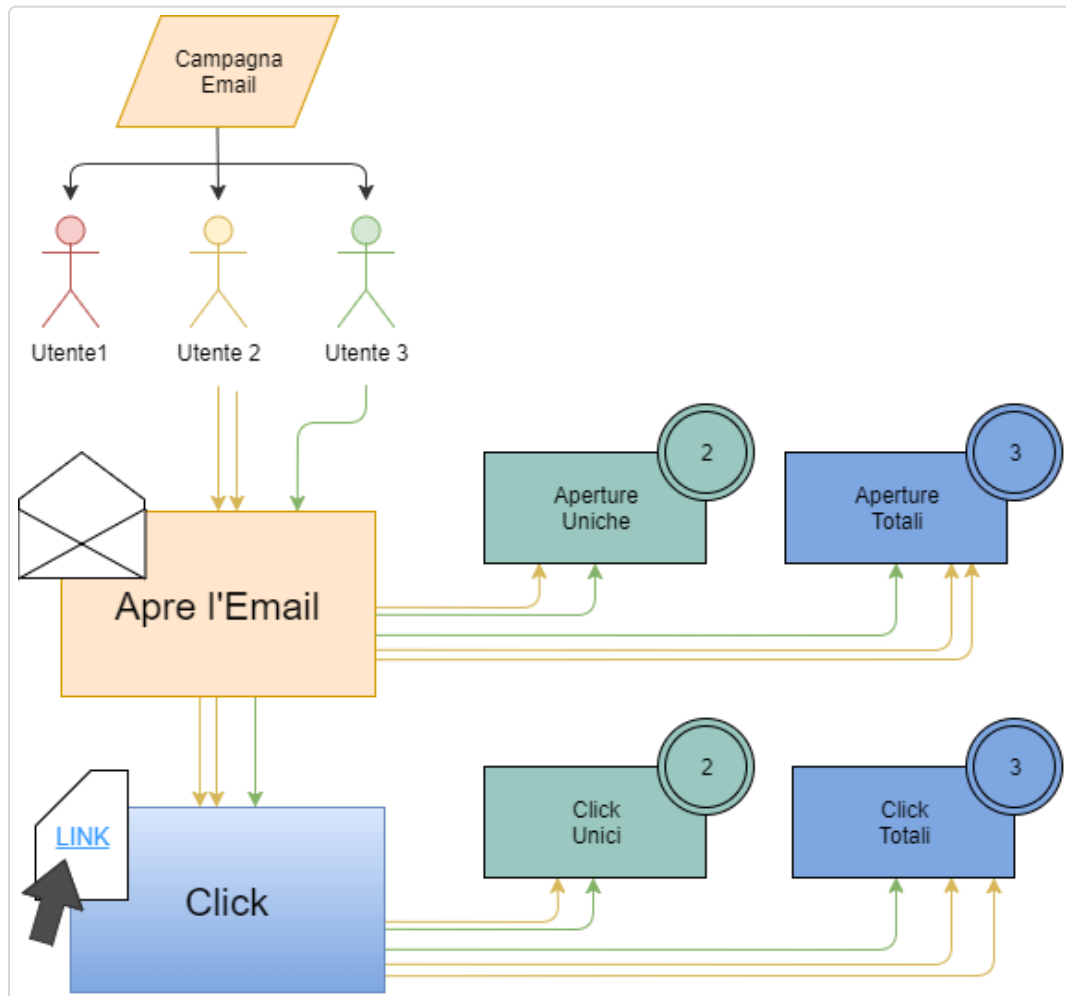 Campagna
Email
Utente1
Utente 2
Utente 3
2
3
Aperture
Uniche
Aperture
Totali
Apre l'Email
2
3
Click
Unici
Click
Totali
LINK
Click